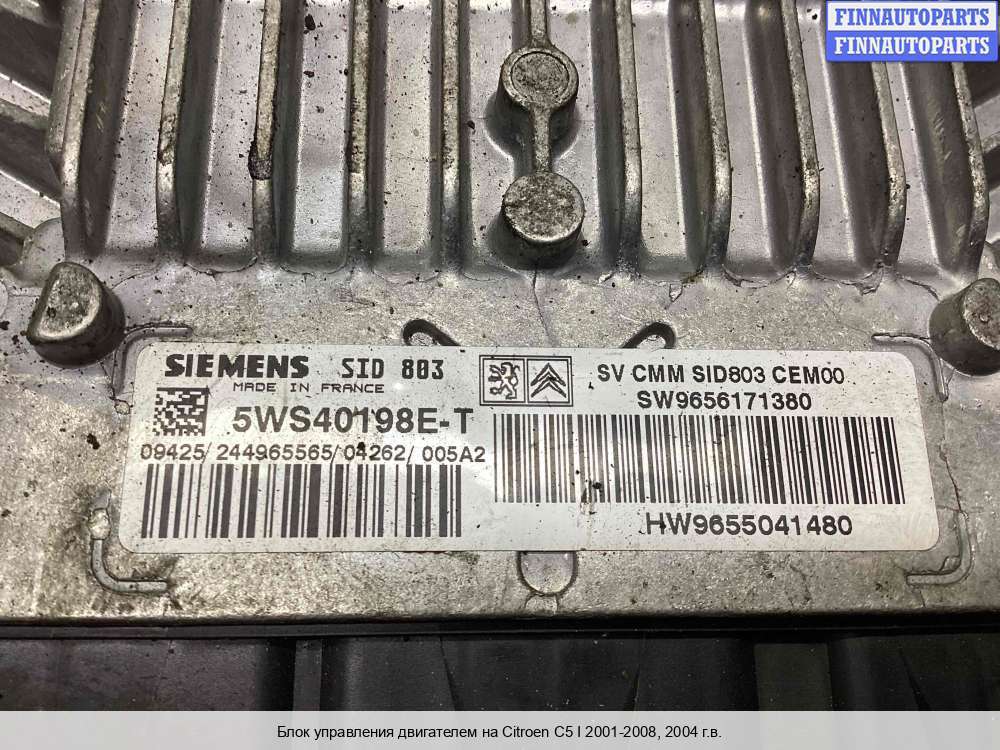 FINNAUTOPARTS
FINNAUTOPARTS
SIEMENS SID 803
MADE IN FRANCE
5WS40198E-T
09425/244965565/04262/005A2
SV CMM SID803 CEM00
SW9656171380
HW9655041480
Блок управления двигателем на Citroen C5 I 2001-2008, 2004 г.в.